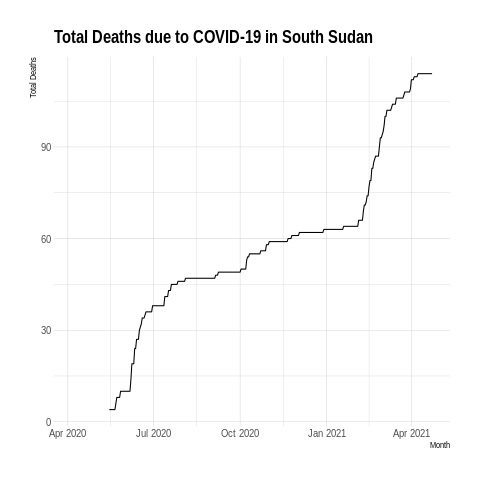 Total Deaths due to COVID-19 in South Sudan
Total Deaths
90
60
30
0
Apr 2020 Jul 2020 Oct 2020 Jan 2021 Apr 2021
Month